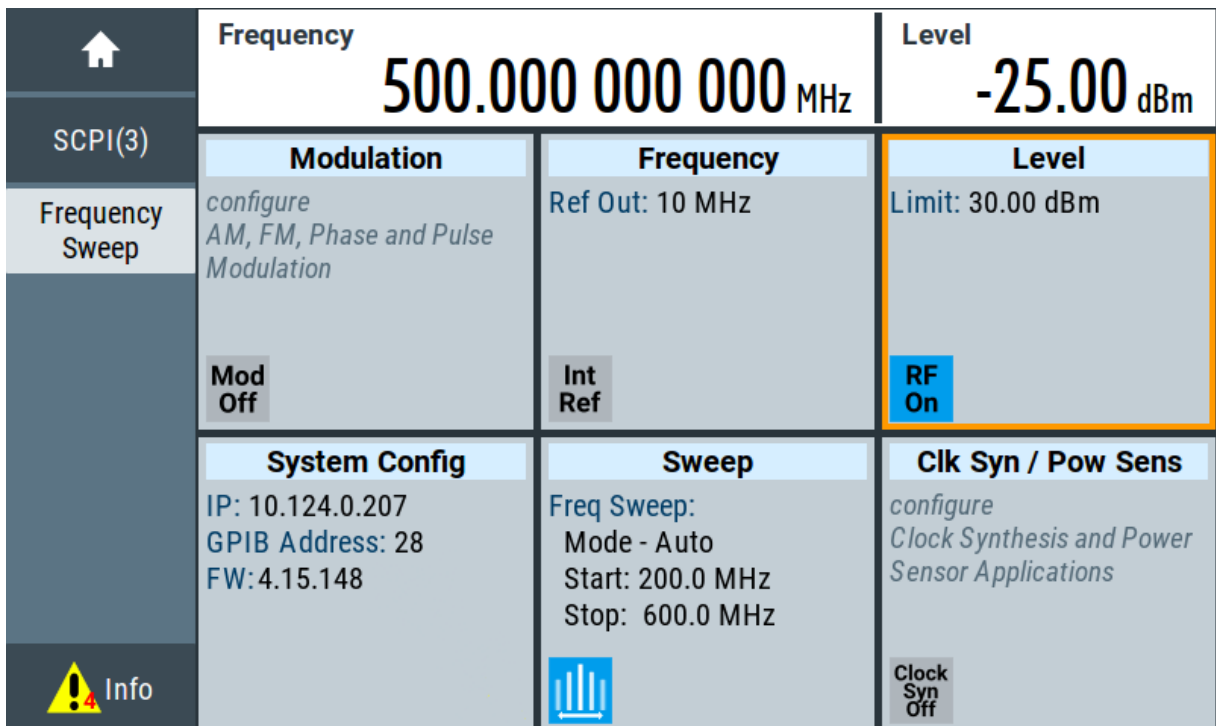 Frequency
500.000 000 000 MHz
Level
-25.00 dBm
SCPI(3)
Frequency
Sweep
Modulation
configure
AM, FM, Phase and Pulse
Modulation
Mod
Off
Frequency
Ref Out: 10 MHz
Int
Ref
Level
Limit: 30.00 dBm
RF
On
System Config
IP: 10.124.0.207
GPIB Address: 28
FW: 4.15.148
Sweep
Freq Sweep:
Mode - Auto
Start: 200.0 MHz
Stop: 600.0 MHz
Clk Syn / Pow Sens
configure
Clock Synthesis and Power
Sensor Applications
Clock
Syn
Off
! 4 Info